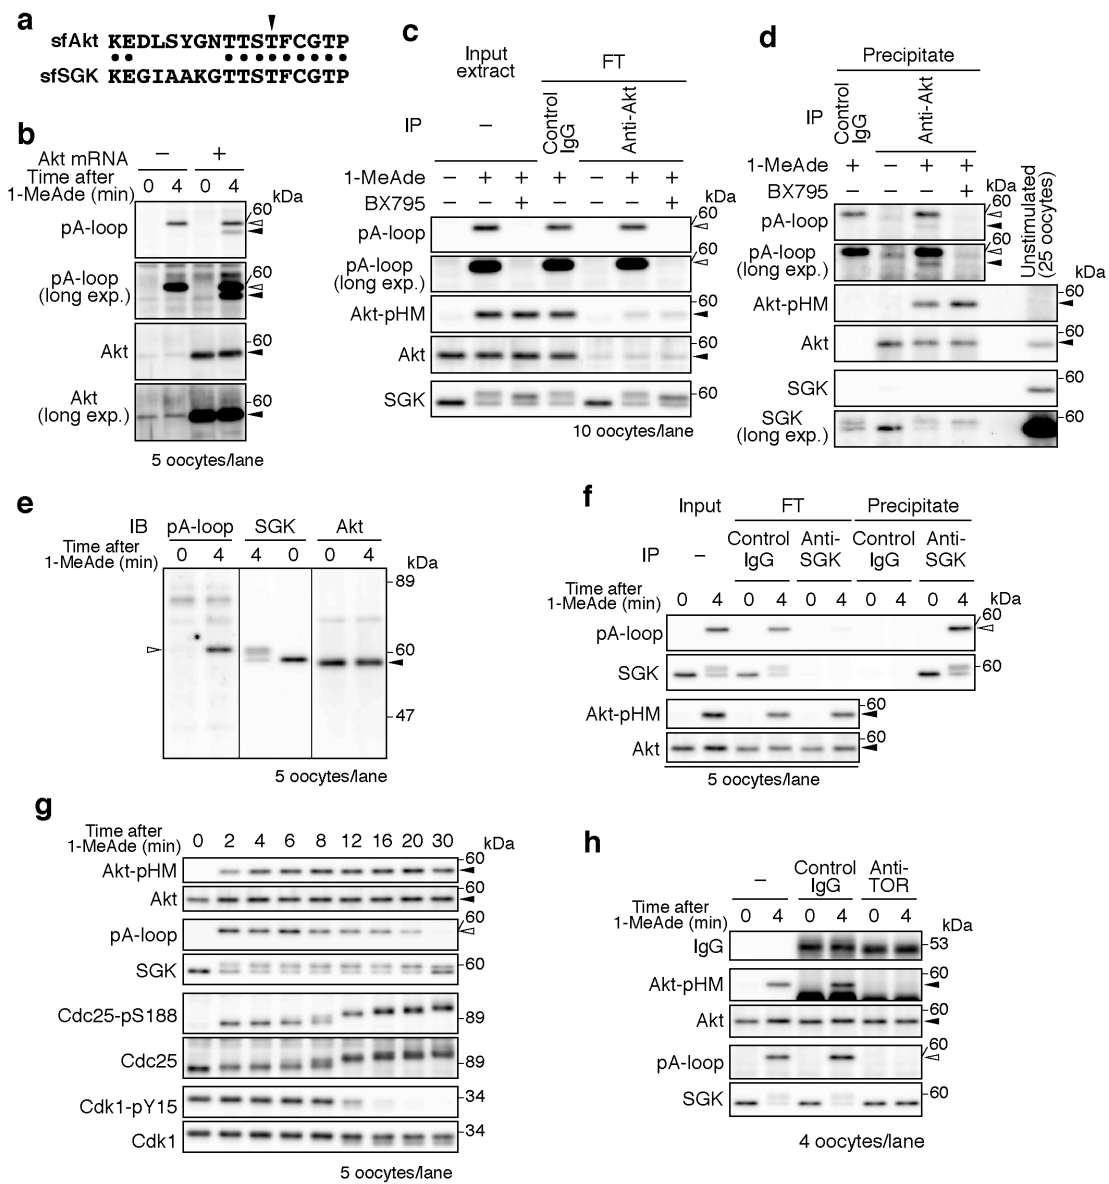 a
sfAkt KEDLSYGNTTSTFCGTP
sfSGK KEGIAAKGTTSTFCGTP
b
Akt mRNA − +
Time after
1-MeAde (min) 0 4 0 4
kDa
pA-loop 60
pA-loop
(long exp.) 60
Akt 60
Akt
(long exp.) 60
5 oocytes/lane
c
Input
extract
FT
IP − Control
IgG Anti-Akt
1-MeAde − + + + − + +
BX795 − − + − − − + kDa
pA-loop 60
pA-loop
(long exp.) 60
Akt-pHM 60
Akt 60
SGK 60
10 oocytes/lane
d
Precipitate
IP Control
IgG Anti-Akt
1-MeAde + − + +
BX795 − − − + kDa
Unstimulated
(25 oocytes)
pA-loop 60
pA-loop
(long exp.) 60
kDa
Akt-pHM 60
Akt 60
SGK 60
SGK
(long exp.) 60
e
IB pA-loop SGK Akt
Time after
1-MeAde (min) 0 4 4 0 0 4 kDa
89
60
47
5 oocytes/lane
f
Input FT Precipitate
IP − Control
IgG Anti-
SGK Control
IgG Anti-
SGK
Time after
1-MeAde (min) 0 4 0 4 0 4 0 4 0 4 kDa
pA-loop 60
SGK 60
Akt-pHM 60
Akt 60
5 oocytes/lane
g
Time after
1-MeAde (min) 0 2 4 6 8 12 16 20 30 kDa
Akt-pHM 60
Akt 60
pA-loop 60
SGK 60
Cdc25-pS188 89
Cdc25 89
Cdk1-pY15 34
Cdk1 34
5 oocytes/lane
h
− Control
IgG Anti-
TOR
Time after
1-MeAde (min) 0 4 0 4 0 4 kDa
IgG 53
Akt-pHM 60
Akt 60
pA-loop 60
SGK 60
4 oocytes/lane